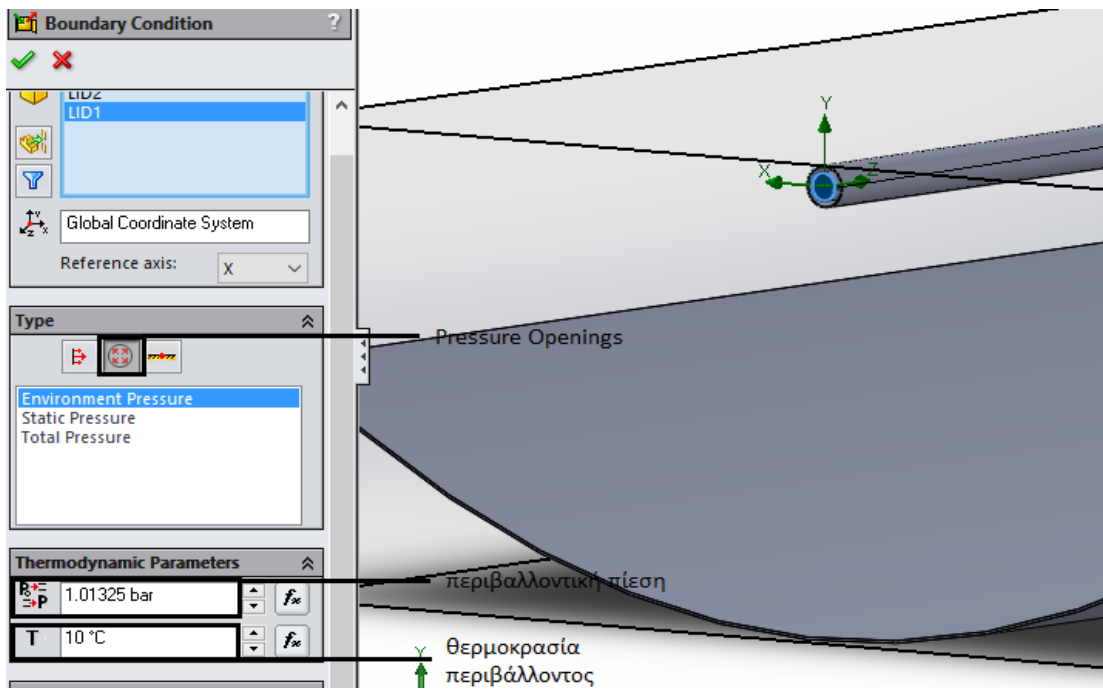 Boundary Condition ?
LID2
LID1
Global Coordinate System
Reference axis: X
Type
Pressure Openings
Environment Pressure
Static Pressure
Total Pressure
Thermodynamic Parameters
1.01325 bar
περιβαλλοντική πίεση
T 10 °C
θερμοκρασία
περιβάλλοντος
Y
X
Z
Y